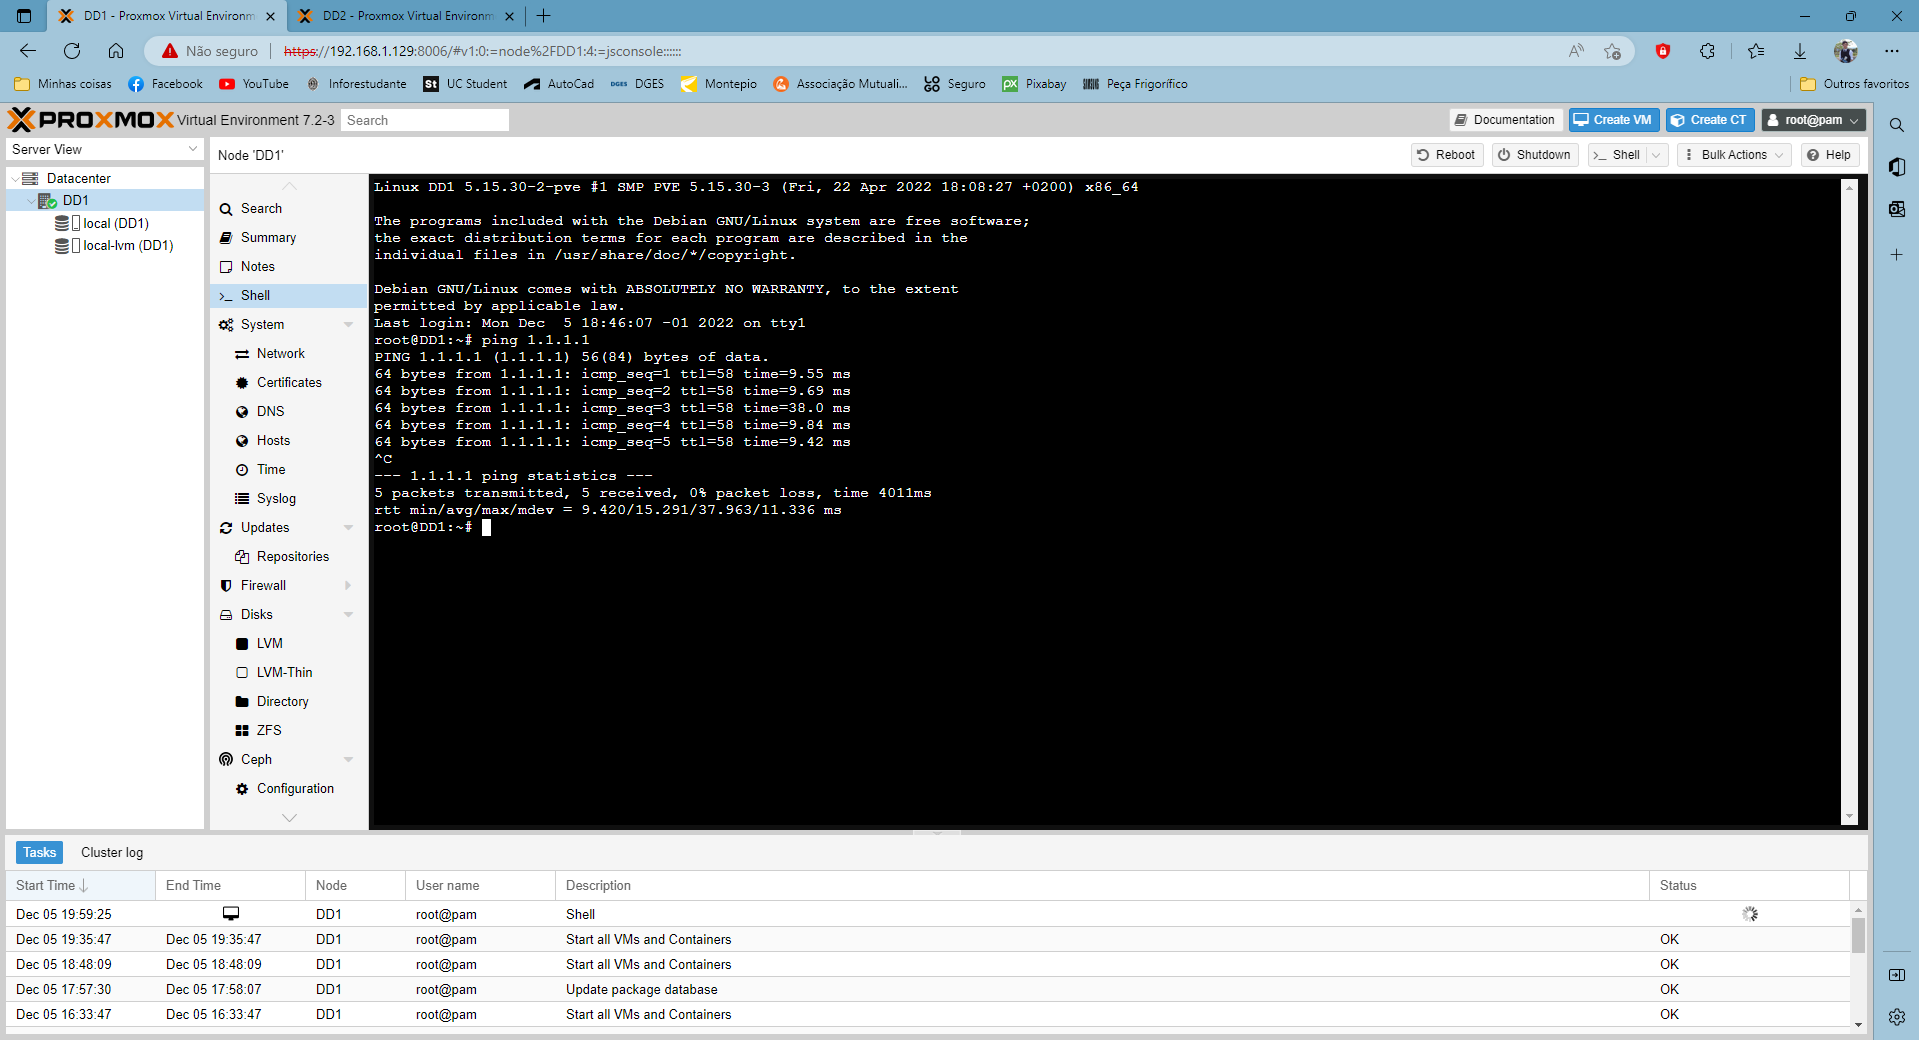 DD1 - Proxmox Virtual Environm
DD2 - Proxmox Virtual Environm
Não seguro
https://192.168.1.129:8006/#v1:0:=node%2FDD1:4:=jsconsole::::::
Minhas coisas
Facebook
YouTube
Inforestudante
St UC Student
AutoCad
DGES DGES
Montepio
Associação Mutuali...
Seguro
px Pixabay
Peça Frigorífico
Outros favoritos
PROXMOX Virtual Environment 7.2-3
Search
Documentation
Create VM
Create CT
root@pam
Server View
Node 'DD1'
Reboot
Shutdown
Shell
Bulk Actions
Help
Datacenter
DD1
local (DD1)
local-lvm (DD1)
Search
Summary
Notes
Shell
System
Network
Certificates
DNS
Hosts
Time
Syslog
Updates
Repositories
Firewall
Disks
LVM
LVM-Thin
Directory
ZFS
Ceph
Configuration
Linux DD1 5.15.30-2-pve #1 SMP PVE 5.15.30-3 (Fri, 22 Apr 2022 18:08:27 +0200) x86_64
The programs included with the Debian GNU/Linux system are free software;
the exact distribution terms for each program are described in the
individual files in /usr/share/doc/*/copyright.
Debian GNU/Linux comes with ABSOLUTELY NO WARRANTY, to the extent
permitted by applicable law.
Last login: Mon Dec  5 18:46:07 -01 2022 on tty1
root@DD1:~# ping 1.1.1.1
PING 1.1.1.1 (1.1.1.1) 56(84) bytes of data.
64 bytes from 1.1.1.1: icmp_seq=1 ttl=58 time=9.55 ms
64 bytes from 1.1.1.1: icmp_seq=2 ttl=58 time=9.69 ms
64 bytes from 1.1.1.1: icmp_seq=3 ttl=58 time=38.0 ms
64 bytes from 1.1.1.1: icmp_seq=4 ttl=58 time=9.84 ms
64 bytes from 1.1.1.1: icmp_seq=5 ttl=58 time=9.42 ms
^C
--- 1.1.1.1 ping statistics ---
5 packets transmitted, 5 received, 0% packet loss, time 4011ms
rtt min/avg/max/mdev = 9.420/15.291/37.963/11.336 ms
root@DD1:~#
Tasks
Cluster log
Start Time End Time Node User name Description Status
Dec 05 19:59:25 DD1 root@pam Shell
Dec 05 19:35:47 Dec 05 19:35:47 DD1 root@pam Start all VMs and Containers OK
Dec 05 18:48:09 Dec 05 18:48:09 DD1 root@pam Start all VMs and Containers OK
Dec 05 17:57:30 Dec 05 17:58:07 DD1 root@pam Update package database OK
Dec 05 16:33:47 Dec 05 16:33:47 DD1 root@pam Start all VMs and Containers OK